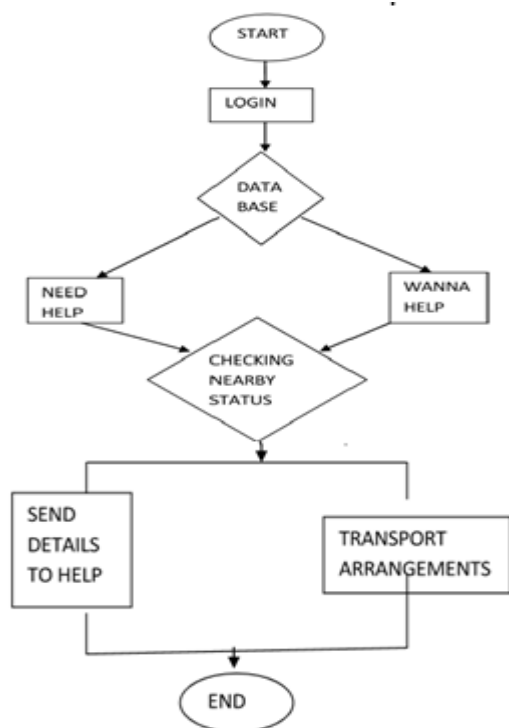 START
LOGIN
DATA
BASE
NEED
HELP
WANNA
HELP
CHECKING
NEARBY
STATUS
SEND
DETAILS
TO HELP
TRANSPORT
ARRANGEMENTS
END